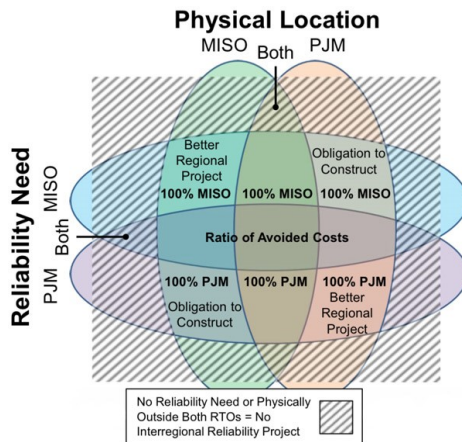 Physical Location
MISO
Both
PJM
Reliability Need
MISO
Both
PJM
Better
Regional
Project
100% MISO
100% MISO
Obligation to
Construct
100% MISO
Ratio of Avoided Costs
100% PJM
Obligation to
Construct
100% PJM
100% PJM
Better
Regional
Project
No Reliability Need or Physically
Outside Both RTOs = No
Interregional Reliability Project